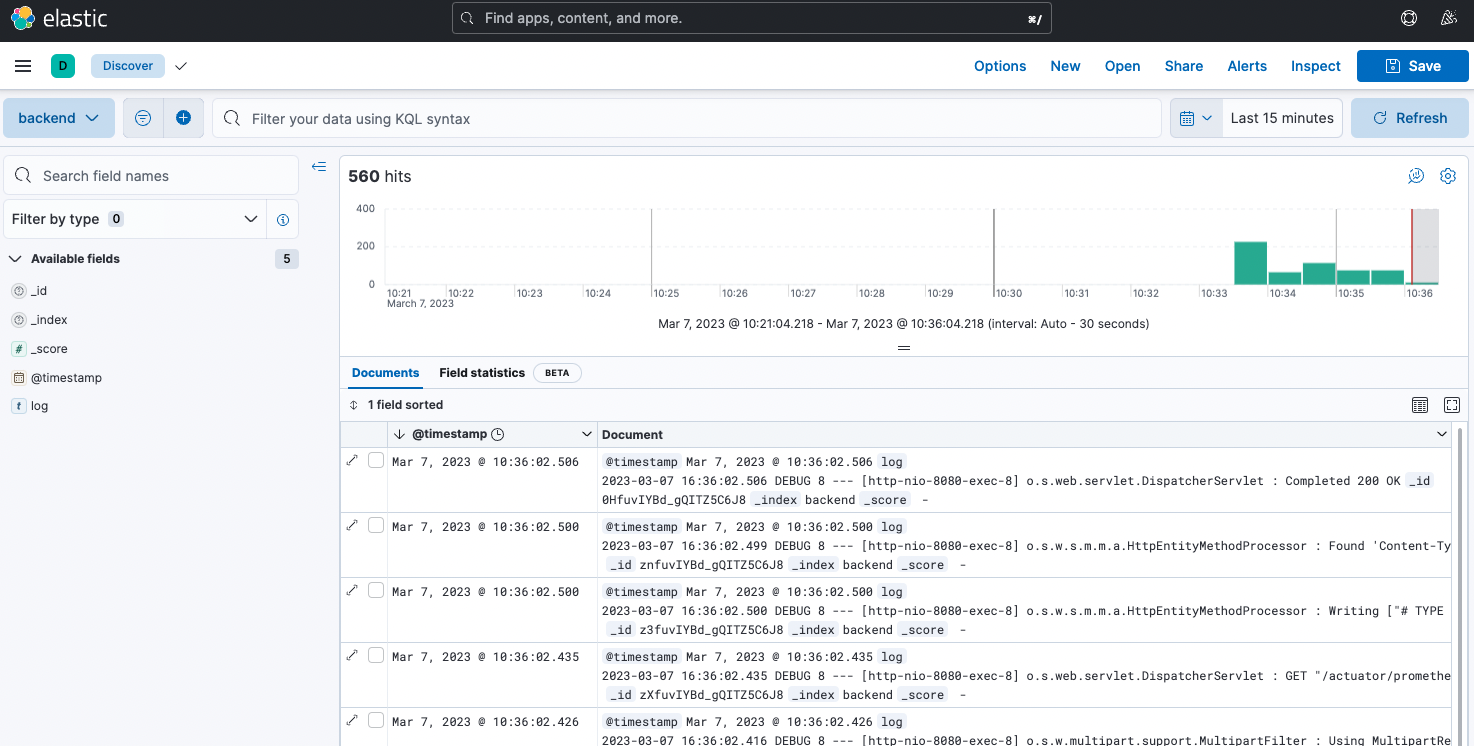 elastic
Find apps, content, and more.
⌘/
D
Discover
Options
New
Open
Share
Alerts
Inspect
Save
backend
Filter your data using KQL syntax
Last 15 minutes
Refresh
Search field names
Filter by type 0
Available fields 5
_id
_index
# _score
@timestamp
t log
560 hits
400
200
0
10:21 10:22 10:23 10:24 10:25 10:26 10:27 10:28 10:29 10:30 10:31 10:32 10:33 10:34 10:35 10:36
March 7, 2023
Mar 7, 2023 @ 10:21:04.218 - Mar 7, 2023 @ 10:36:04.218 (interval: Auto - 30 seconds)
Documents
Field statistics
BETA
1 field sorted
@timestamp
Document
Mar 7, 2023 @ 10:36:02.506
@timestamp Mar 7, 2023 @ 10:36:02.506 log
2023-03-07 16:36:02.506 DEBUG 8 --- [http-nio-8080-exec-8] o.s.web.servlet.DispatcherServlet : Completed 200 OK _id
0HfuvIYBd_gQITZ5C6J8 _index backend _score -
Mar 7, 2023 @ 10:36:02.500
@timestamp Mar 7, 2023 @ 10:36:02.500 log
2023-03-07 16:36:02.499 DEBUG 8 --- [http-nio-8080-exec-8] o.s.w.s.m.m.a.HttpEntityMethodProcessor : Found 'Content-Ty
_id znfuvIYBd_gQITZ5C6J8 _index backend _score -
Mar 7, 2023 @ 10:36:02.500
@timestamp Mar 7, 2023 @ 10:36:02.500 log
2023-03-07 16:36:02.500 DEBUG 8 --- [http-nio-8080-exec-8] o.s.w.s.m.m.a.HttpEntityMethodProcessor : Writing ["# TYPE
_id z3fuvIYBd_gQITZ5C6J8 _index backend _score -
Mar 7, 2023 @ 10:36:02.435
@timestamp Mar 7, 2023 @ 10:36:02.435 log
2023-03-07 16:36:02.435 DEBUG 8 --- [http-nio-8080-exec-8] o.s.web.servlet.DispatcherServlet : GET "/actuator/promethe
_id zXfuvIYBd_gQITZ5C6J8 _index backend _score -
Mar 7, 2023 @ 10:36:02.426
@timestamp Mar 7, 2023 @ 10:36:02.426 log
2023-03-07 16:36:02.416 DEBUG 8 --- [http-nio-8080-exec-8] o.s.w.multipart.support.MultipartFilter : Using MultipartRe